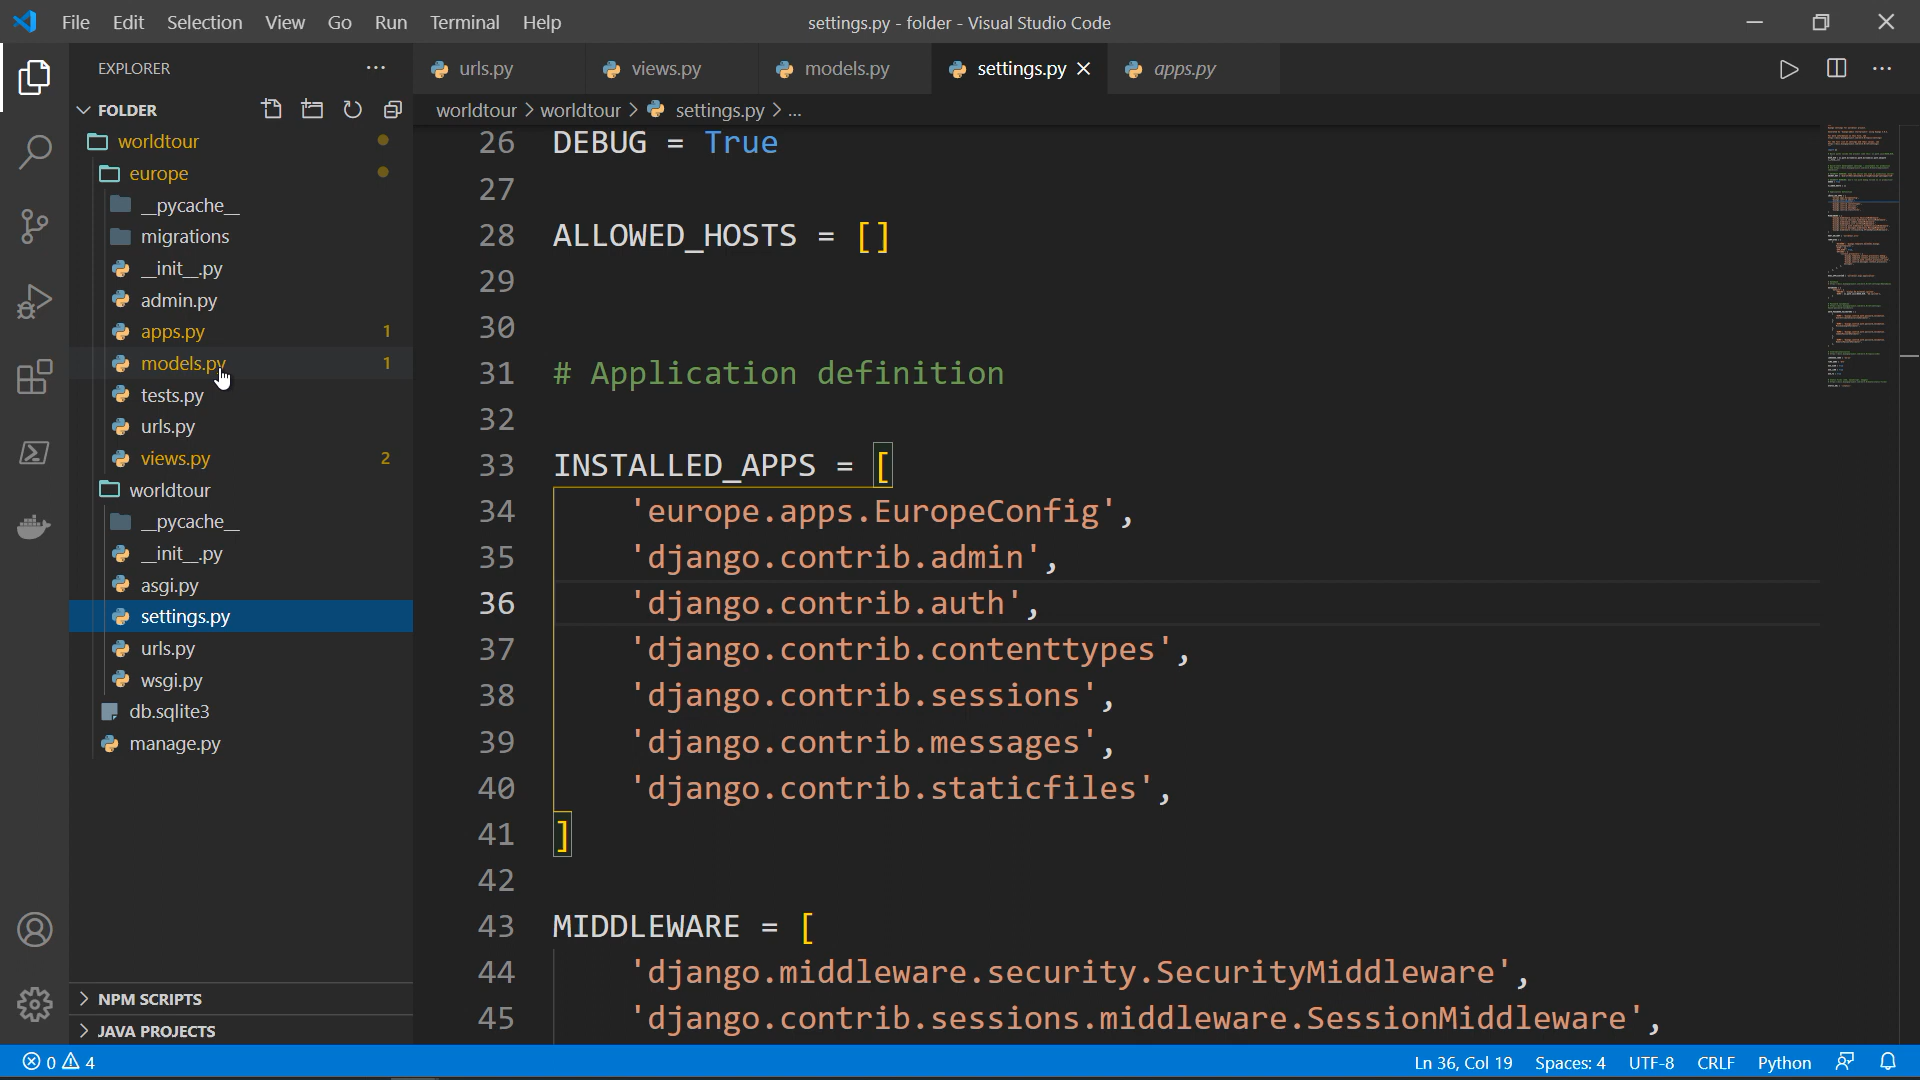 File Edit Selection View Go Run Terminal Help
settings.py - folder - Visual Studio Code
EXPLORER
urls.py
views.py
models.py
settings.py
apps.py
FOLDER
worldtour > worldtour > settings.py > ...
worldtour
europe
__pycache__
migrations
__init__.py
admin.py
apps.py 1
models.py 1
tests.py
urls.py
views.py 2
worldtour
__pycache__
__init__.py
asgi.py
settings.py
urls.py
wsgi.py
db.sqlite3
manage.py
NPM SCRIPTS
JAVA PROJECTS
26 DEBUG = True
27
28 ALLOWED_HOSTS = []
29
30
31 # Application definition
32
33 INSTALLED_APPS = [
34 'europe.apps.EuropeConfig',
35 'django.contrib.admin',
36 'django.contrib.auth',
37 'django.contrib.contenttypes',
38 'django.contrib.sessions',
39 'django.contrib.messages',
40 'django.contrib.staticfiles',
41 ]
42
43 MIDDLEWARE = [
44 'django.middleware.security.SecurityMiddleware',
45 'django.contrib.sessions.middleware.SessionMiddleware',
0 4
Ln 36, Col 19 Spaces: 4 UTF-8 CRLF Python